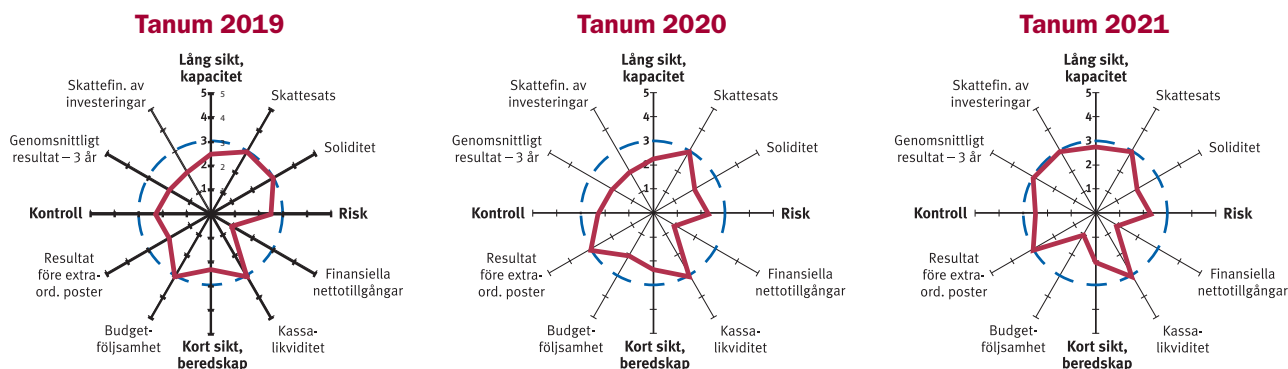 Tanum 2019
Lång sikt,
kapacitet
Skattefin. av
investeringar
Skattesats
Genomsnittligt
resultat – 3 år
Soliditet
5
4
3
2
1
5
4
3
2
1
Kontroll
Risk
Resultat
före extra-
ord. poster
Finansiella
nettotillgångar
Budget-
följsamhet
Kassa-
likviditet
Kort sikt,
beredskap
Tanum 2020
Lång sikt,
kapacitet
Skattefin. av
investeringar
Skattesats
Genomsnittligt
resultat – 3 år
Soliditet
5
4
3
2
1
Kontroll
Risk
Resultat
före extra-
ord. poster
Finansiella
nettotillgångar
Budget-
följsamhet
Kassa-
likviditet
Kort sikt,
beredskap
Tanum 2021
Lång sikt,
kapacitet
Skattefin. av
investeringar
Skattesats
Genomsnittligt
resultat – 3 år
Soliditet
5
4
3
2
1
Kontroll
Risk
Resultat
före extra-
ord. poster
Finansiella
nettotillgångar
Budget-
följsamhet
Kassa-
likviditet
Kort sikt,
beredskap